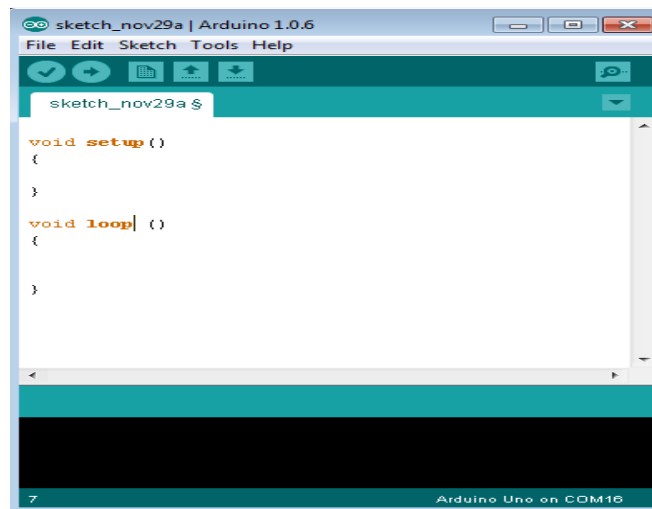 sketch_nov29a | Arduino 1.0.6
File Edit Sketch Tools Help
sketch_nov29a §
void setup()
{
}
void loop ()
{
}
7 Arduino Uno on COM16